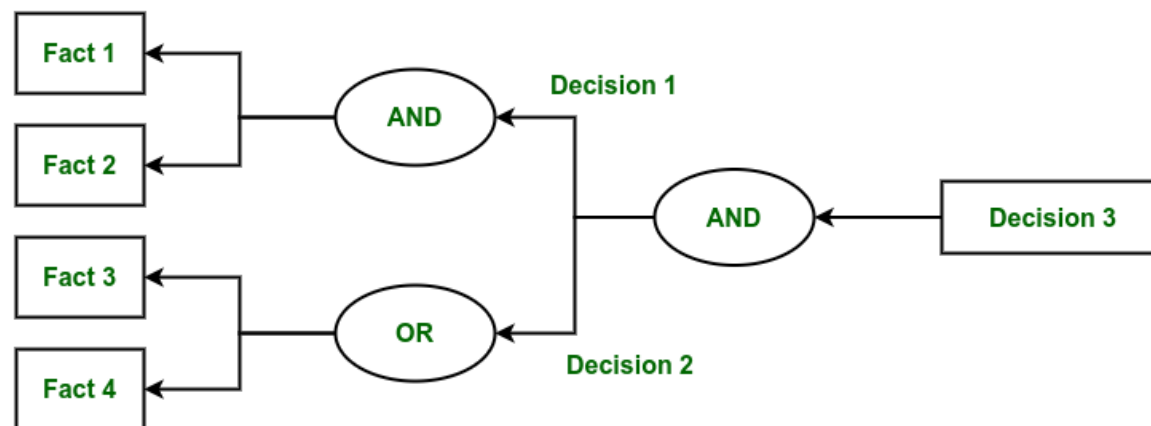 Fact 1
Fact 2
Fact 3
Fact 4
AND
OR
Decision 1
Decision 2
AND
Decision 3